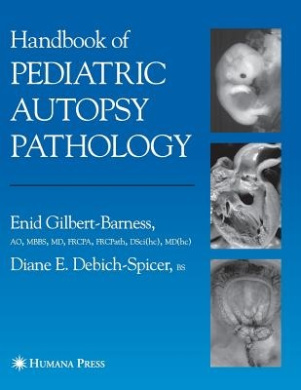 Handbook of
PEDIATRIC
AUTOPSY
PATHOLOGY
Enid Gilbert-Barness,
AO, MBBS, MD, FRCPA, FRCPath, DSci(hc), MD(hc)
Diane E. Debich-Spicer, BS
HUMANA PRESS